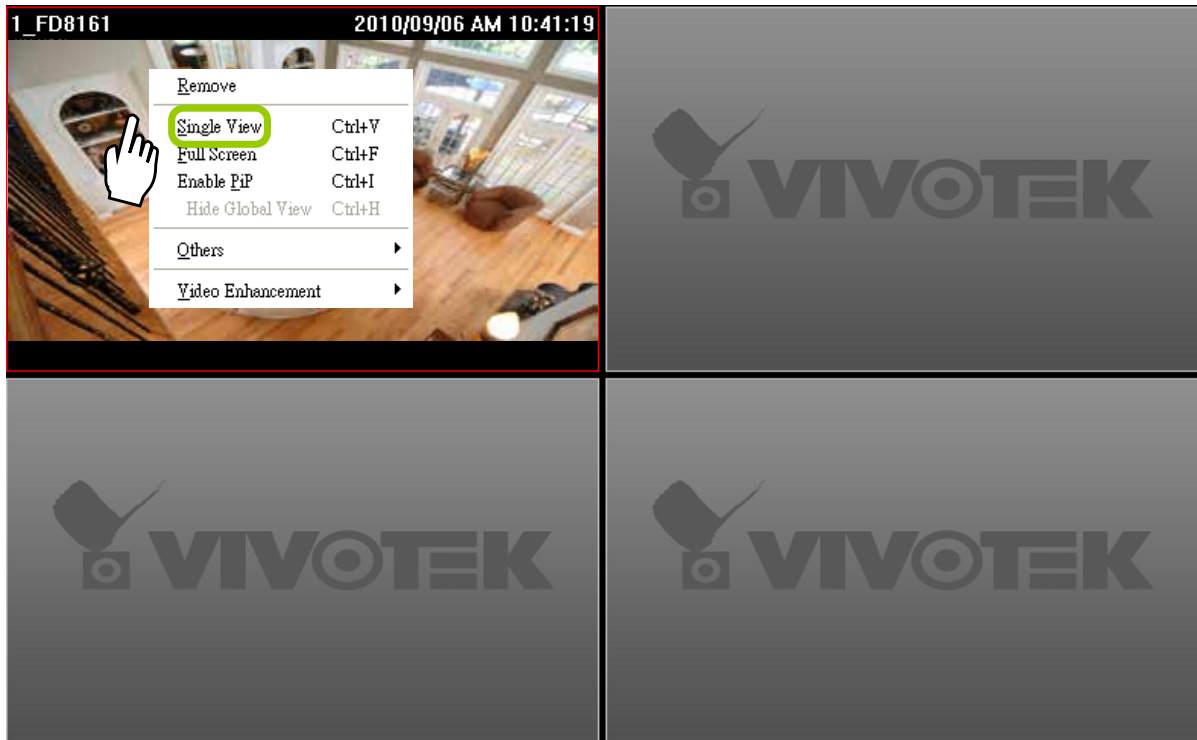 1_FD8161 2010/09/06 AM 10:41:19
Remove
Single View Ctrl+V
Full Screen Ctrl+F
Enable PiP Ctrl+I
Hide Global View Ctrl+H
Others
Video Enhancement
VIVOTEK
VIVOTEK
VIVOTEK